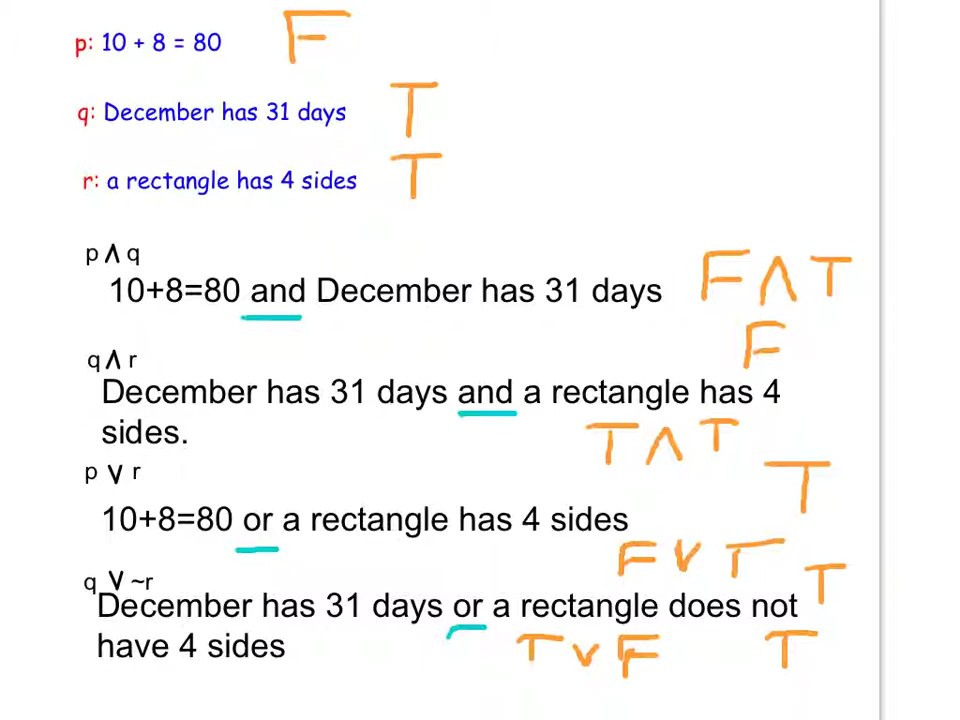 p: 10 + 8 = 80 F
q: December has 31 days T
r: a rectangle has 4 sides T
p ∧ q
10+8=80 and December has 31 days F ∧ T
F
q ∧ r
December has 31 days and a rectangle has 4
sides. T ∧ T
T
p ∨ r
10+8=80 or a rectangle has 4 sides
F ∨ T T
q ∨ ~r
December has 31 days or a rectangle does not
have 4 sides T ∨ F T